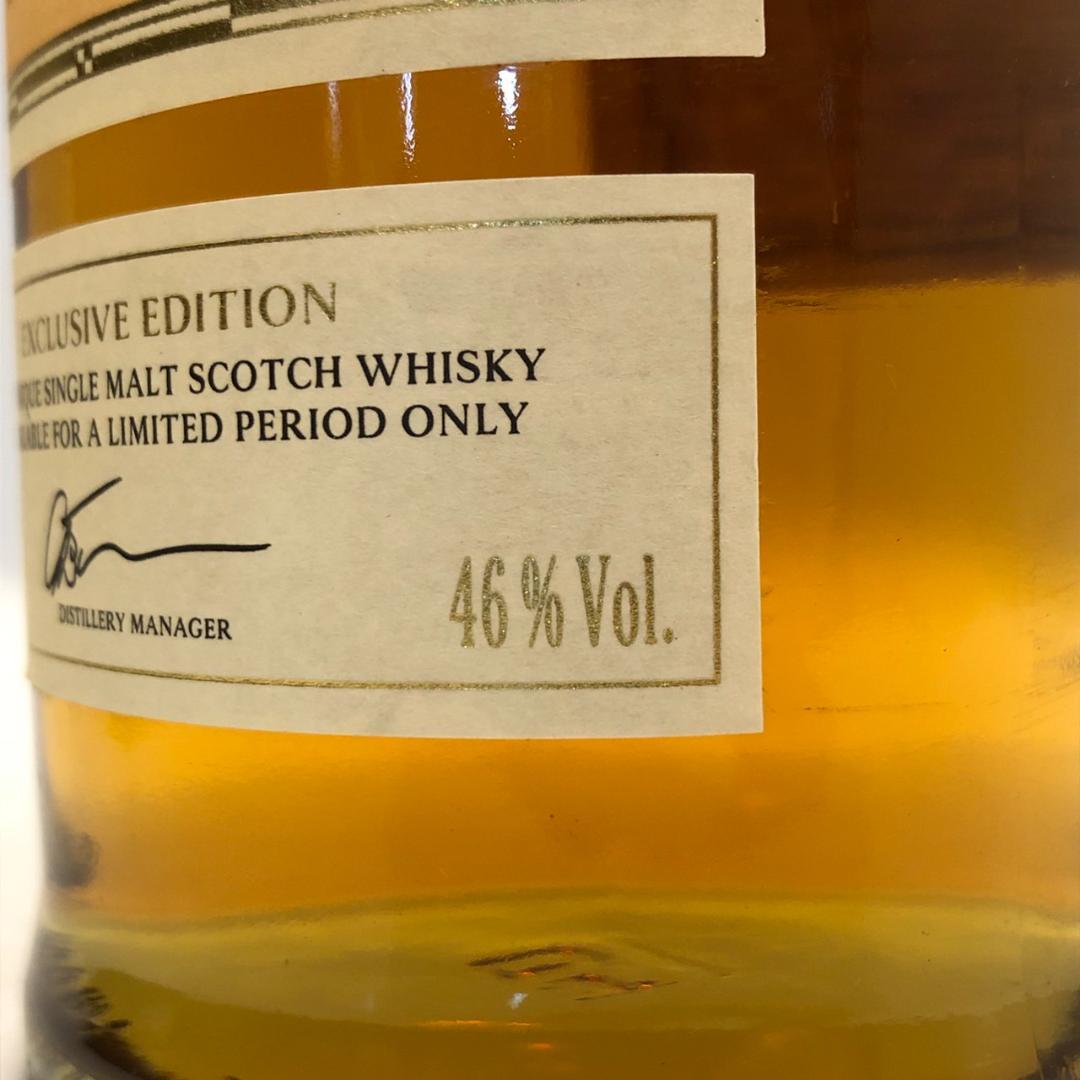 EXCLUSIVE EDITION
SINGLE MALT SCOTCH WHISKY
FOR A LIMITED PERIOD ONLY
DISTILLERY MANAGER
46% Vol.